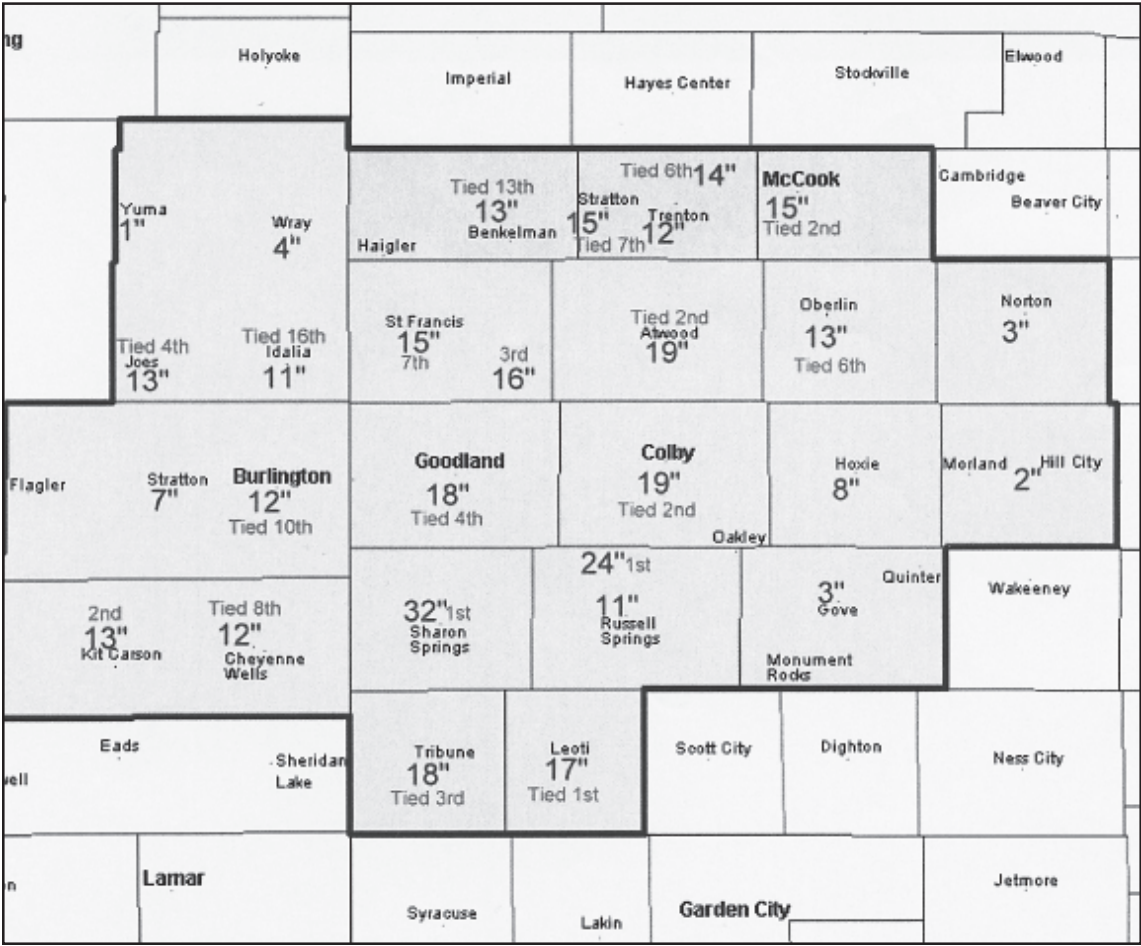 ng
Holyoke
Imperial
Hayes Center
Stockville
Elwood
Yuma
1"
Wray
4"
Tied 13th
13"
Benkelman
Haigler
Tied 6th 14"
Stratton
15"
Tied 7th
Trenton
12"
McCook
15"
Tied 2nd
Cambridge
Beaver City
Tied 4th
Joes
13"
Tied 16th
Idalia
11"
St Francis
15"
7th
3rd
16"
Tied 2nd
Atwood
19"
Oberlin
13"
Tied 6th
Norton
3"
Flagler
Stratton
7"
Burlington
12"
Tied 10th
Goodland
18"
Tied 4th
Colby
19"
Tied 2nd
Oakley
Hoxie
8"
Morland
2"
Hill City
2nd
13"
Kit Carson
Tied 8th
12"
Cheyenne
Wells
32" 1st
Sharon
Springs
24" 1st
11"
Russell
Springs
3"
Gove
Quinter
Monument
Rocks
Wakeeney
Eads
Sheridan
Lake
ell
Tribune
18"
Tied 3rd
Leoti
17"
Tied 1st
Scott City
Dighton
Ness City
n
Lamar
Syracuse
Lakin
Garden City
Jetmore